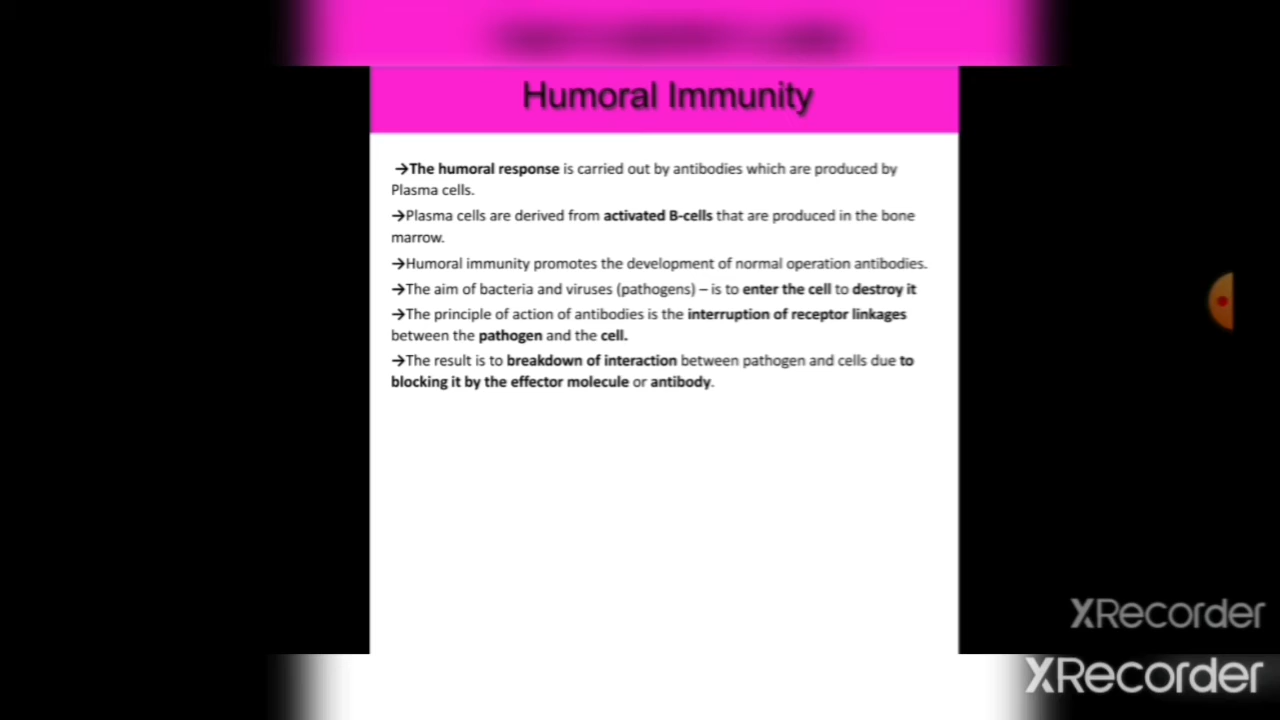 Humoral Immunity
→The humoral response is carried out by antibodies which are produced by
Plasma cells.
→Plasma cells are derived from activated B-cells that are produced in the bone
marrow.
→Humoral immunity promotes the development of normal operation antibodies.
→The aim of bacteria and viruses (pathogens) – is to enter the cell to destroy it
→The principle of action of antibodies is the interruption of receptor linkages
between the pathogen and the cell.
→The result is to breakdown of interaction between pathogen and cells due to
blocking it by the effector molecule or antibody.
XRecorder
XRecorder